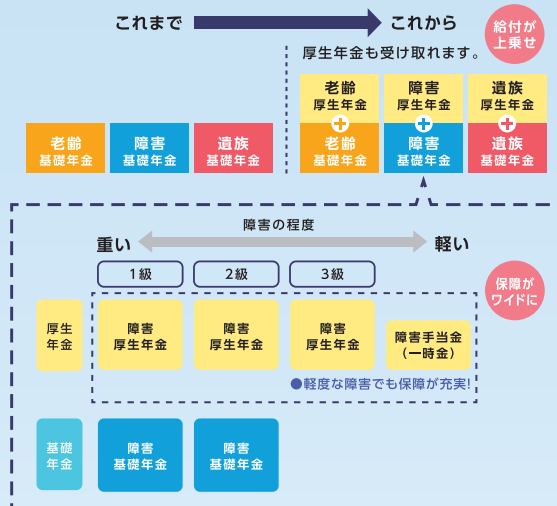 これまで
これから
給付が
上乗せ
厚生年金も受け取れます。
老齢
厚生年金
障害
厚生年金
遺族
厚生年金
老齢
基礎年金
障害
基礎年金
遺族
基礎年金
老齢
基礎年金
障害
基礎年金
遺族
基礎年金
障害の程度
重い
軽い
1級
2級
3級
保障が
ワイドに
厚生
年金
障害
厚生年金
障害
厚生年金
障害
厚生年金
障害手当金
(一時金)
●軽度な障害でも保障が充実!
基礎
年金
障害
基礎年金
障害
基礎年金